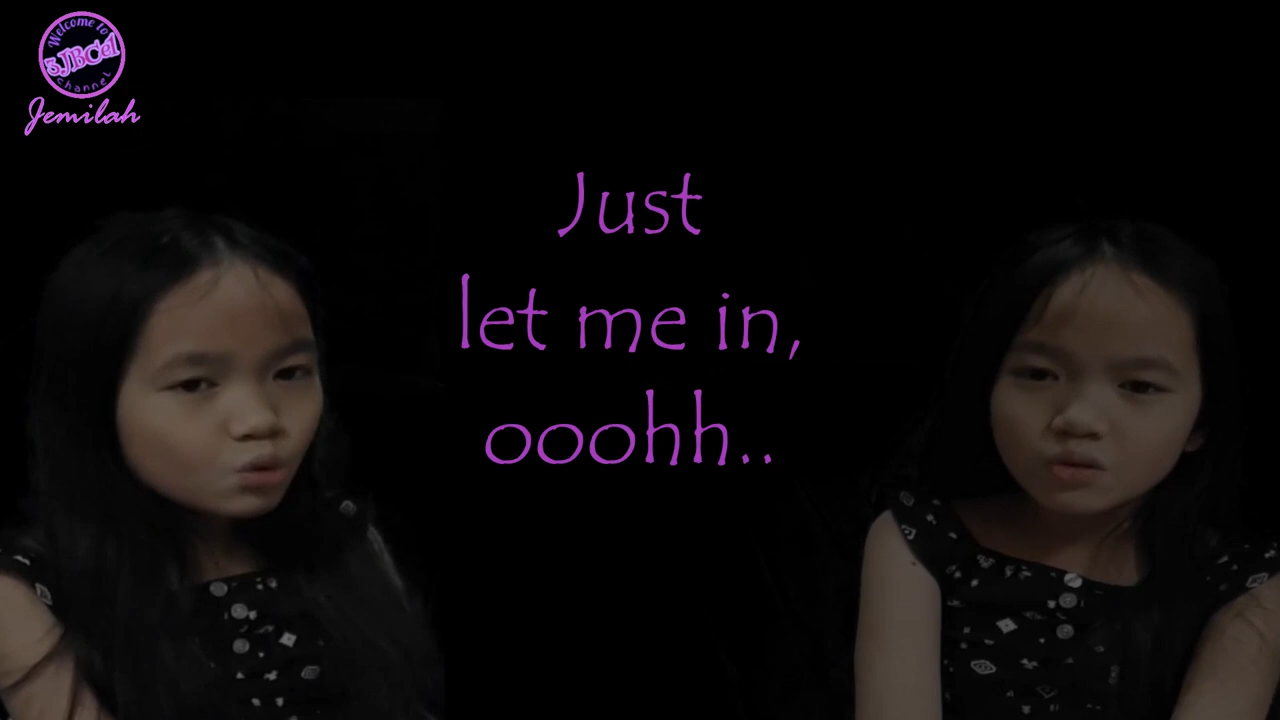 Welcome to
3JBCel
channel
Jemilah
Just
let me in,
ooohh..